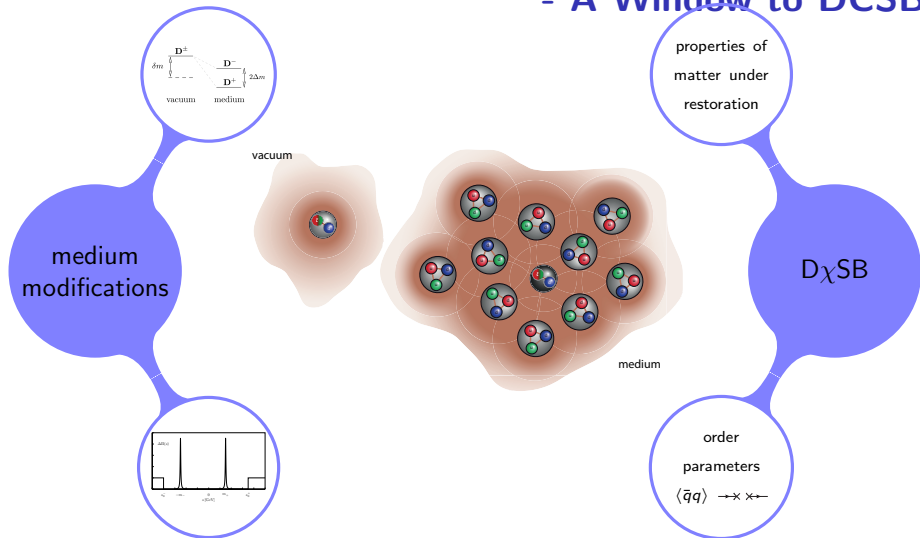 - A Window to DCSB
D±
D−
δm
2Δm
D+
vacuum
medium
properties of
matter under
restoration
vacuum
medium
modifications
DχSB
medium
order
parameters
⟨q̄q⟩